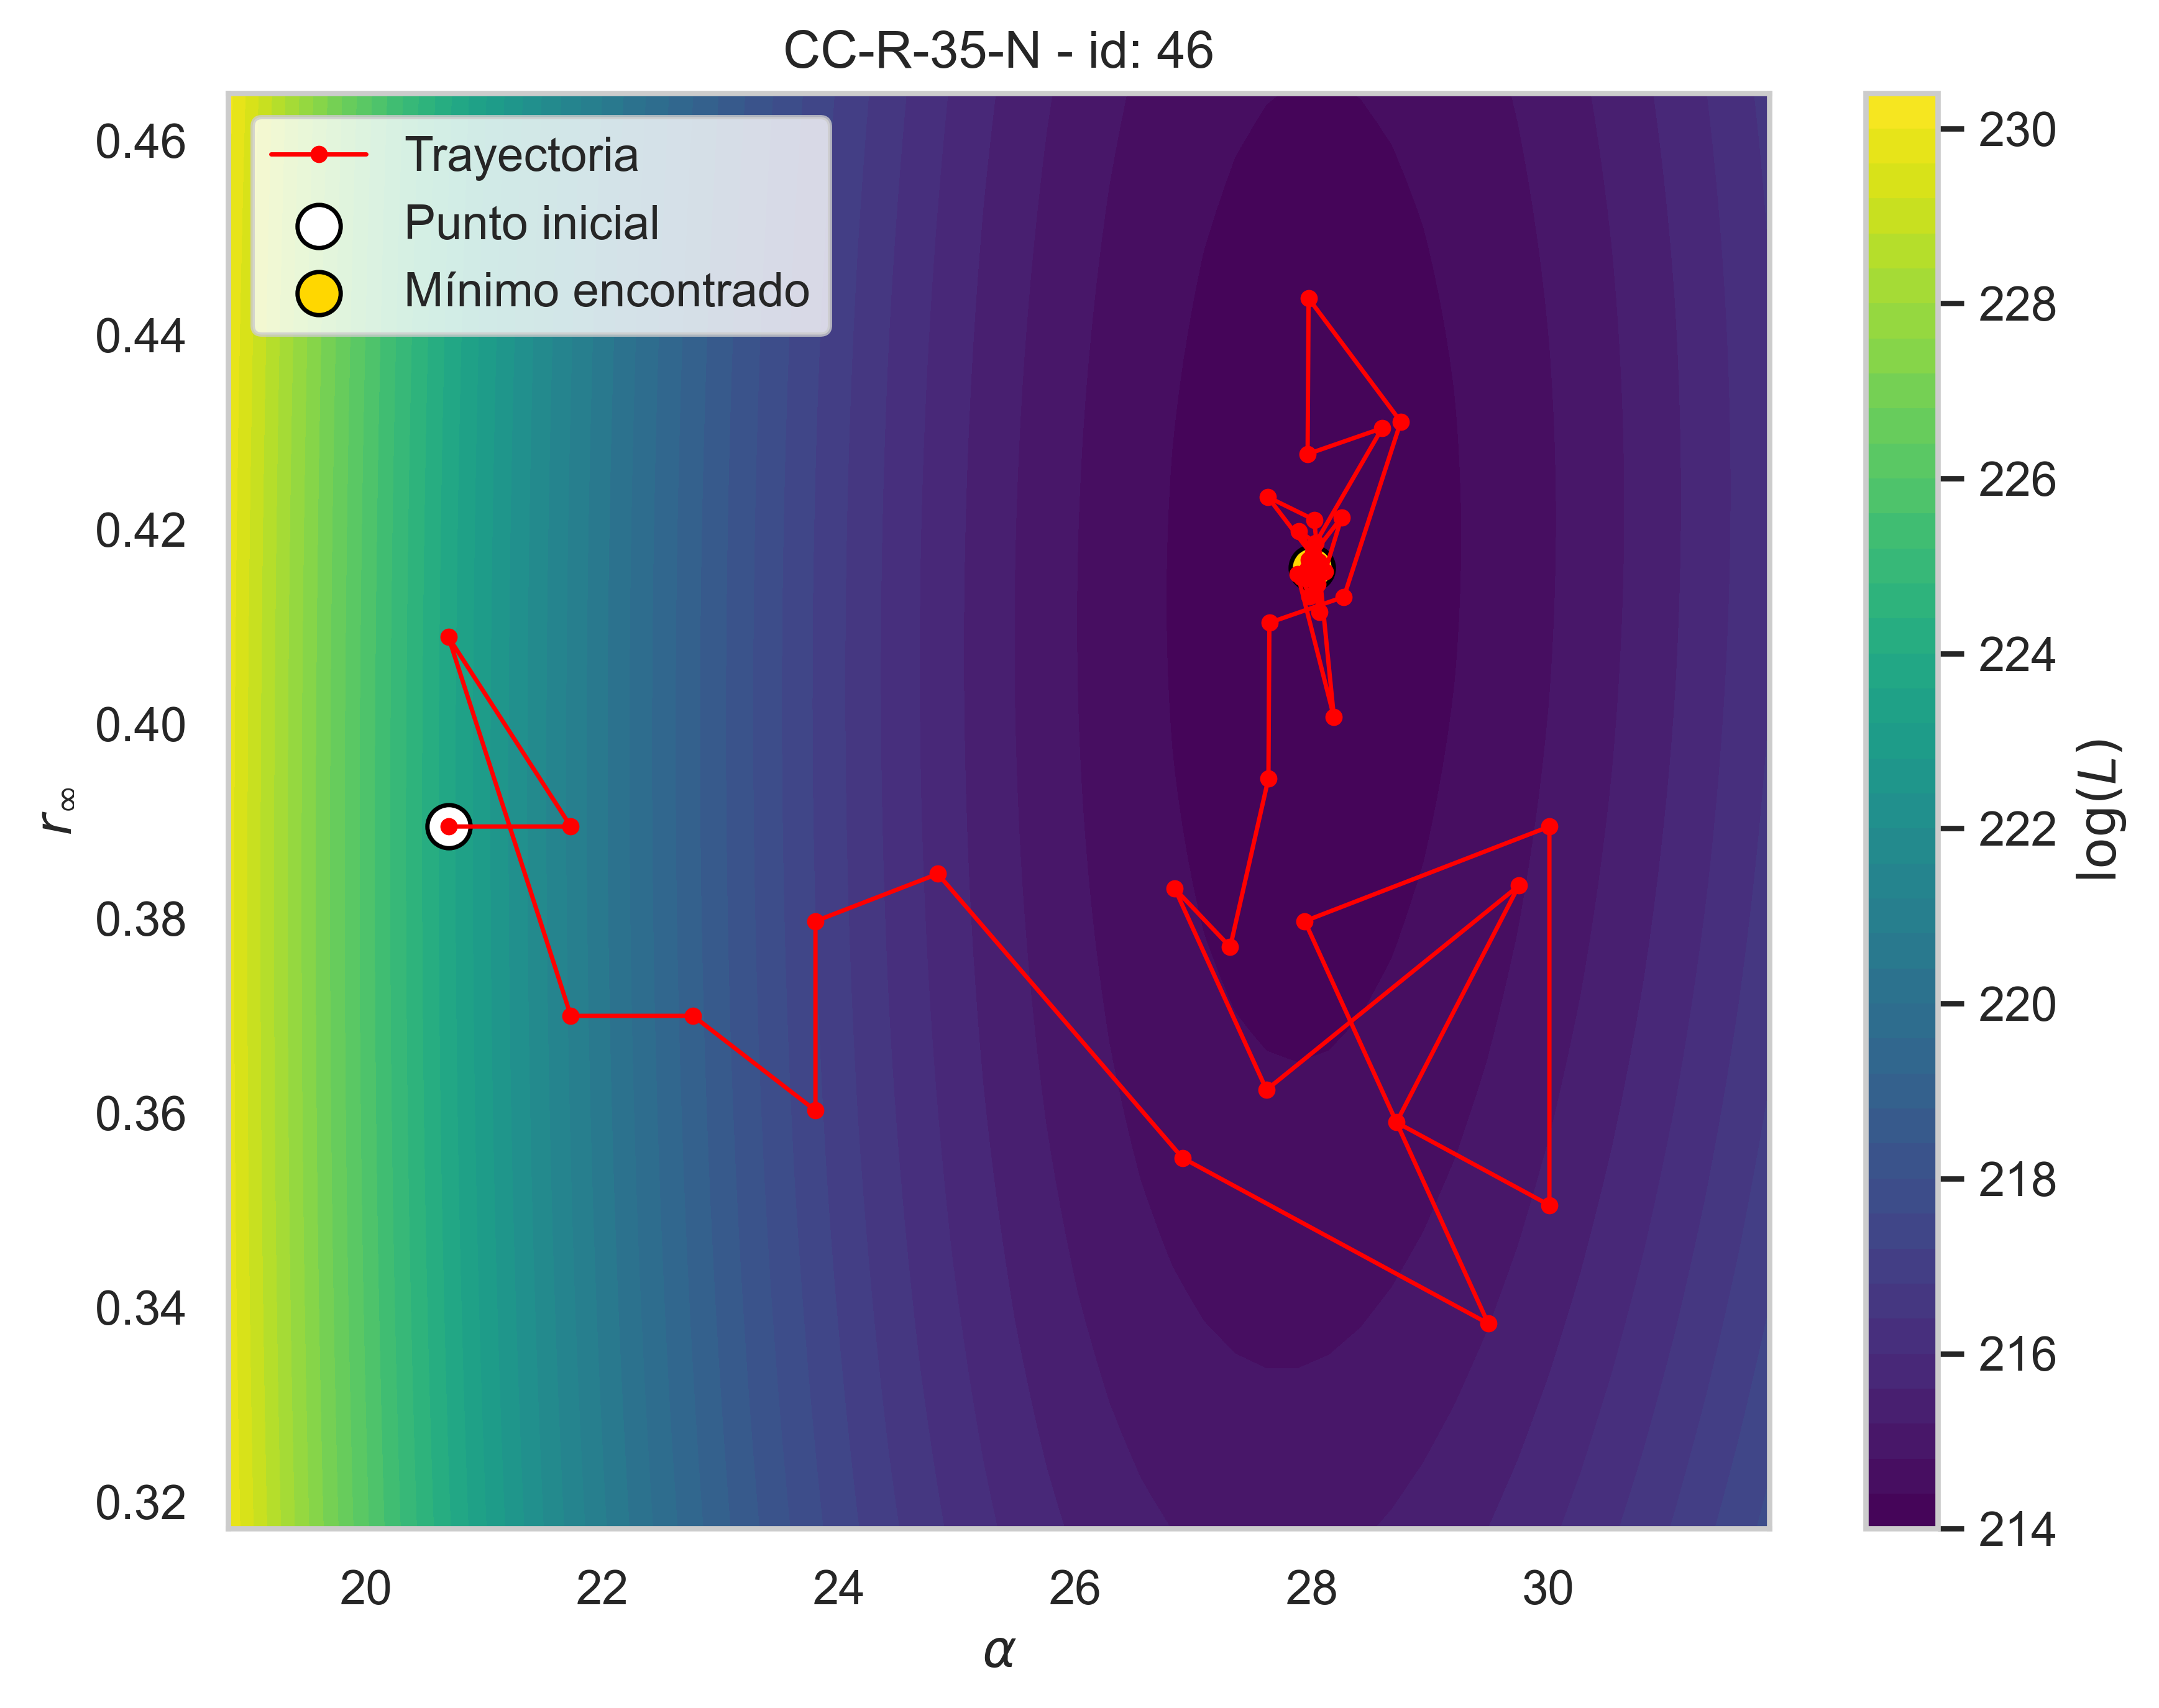 CC-R-35-N - id: 46
Trayectoria
Punto inicial
Mínimo encontrado
0.46
0.44
0.42
0.40
0.38
0.36
0.34
0.32
r∞
20 22 24 26 28 30
α
230
228
226
224
222
220
218
216
214
log(L)